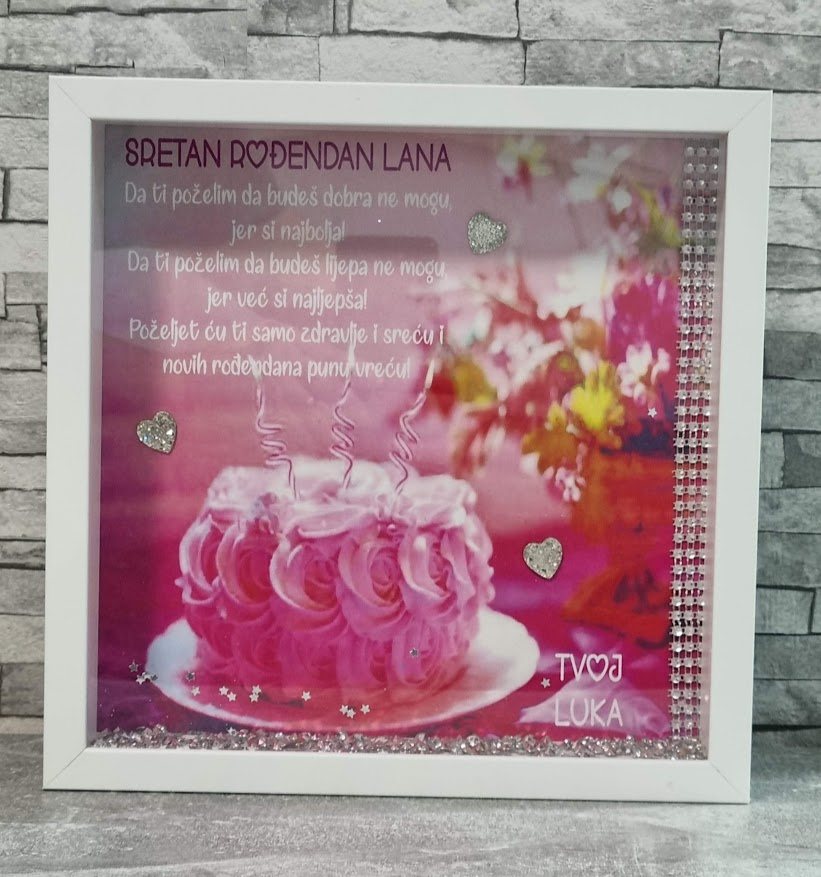 SRETAN ROĐENDAN LANA
Da ti poželim da budeš dobra ne mogu,
jer si najbolja!
Da ti poželim da budeš lijepa ne mogu,
jer već si najljepša!
Poželjet ću ti samo zdravlje i sreću i
novih rođendana punu vreću!
TVOJ
LUKA